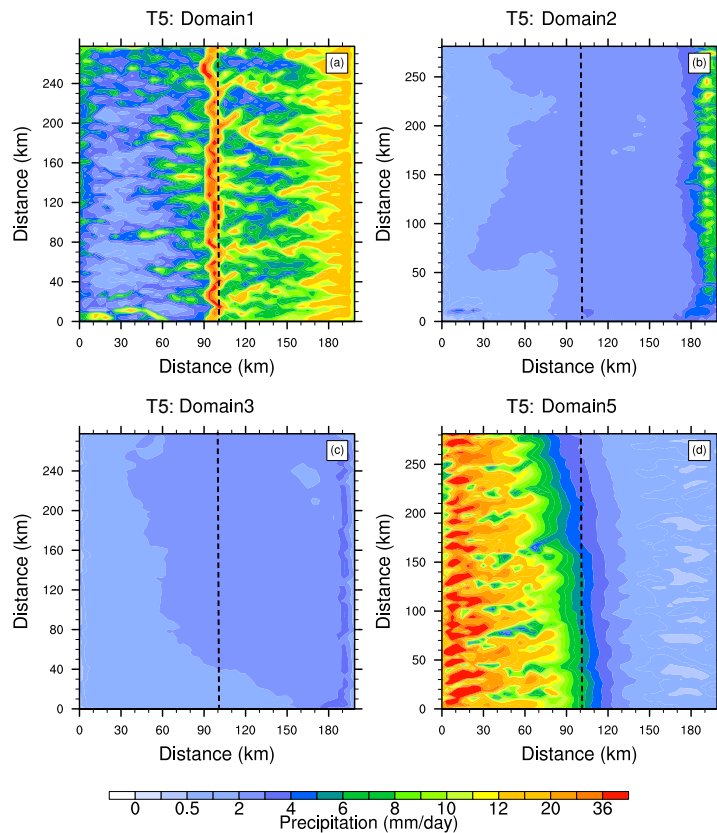 T5: Domain1
T5: Domain2
(a)
(b)
Distance (km)
240
200
160
120
80
40
0
Distance (km)
250
200
150
100
50
0
0 30 60 90 120 150 180
0 30 60 90 120 150 180
Distance (km)
Distance (km)
T5: Domain3
T5: Domain5
(c)
(d)
Distance (km)
240
200
160
120
80
40
0
Distance (km)
250
200
150
100
50
0
0 30 60 90 120 150 180
0 30 60 90 120 150 180
Distance (km)
Distance (km)
0 0.5 2 4 6 8 10 12 20 36
Precipitation (mm/day)